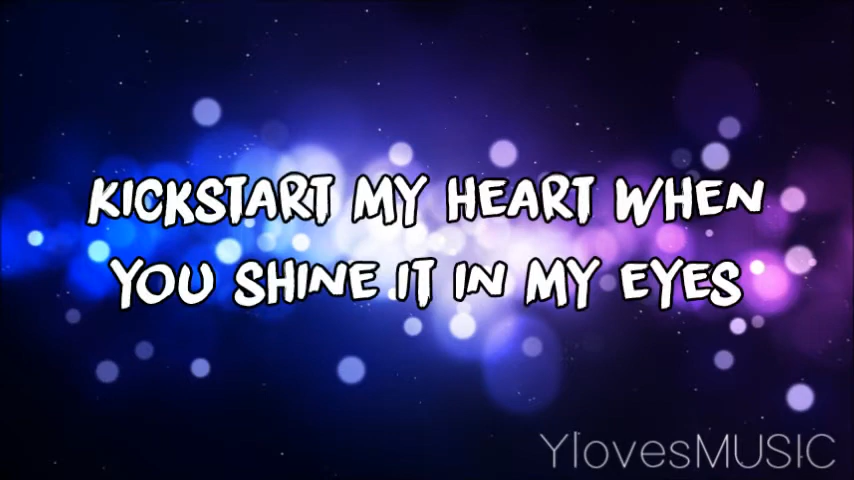 KICKSTART MY HEART WHEN
YOU SHINE IT IN MY EYES
YlovesMUSIC